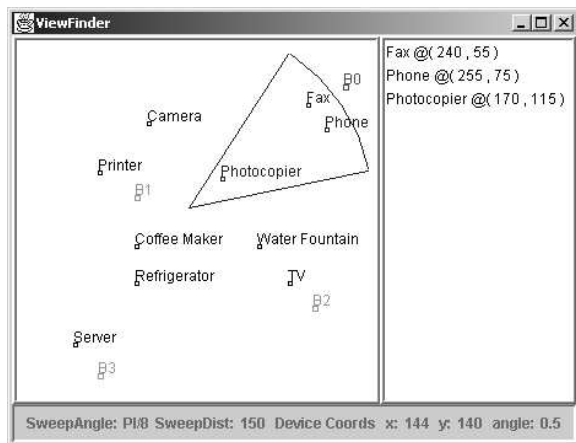 ViewFinder
Fax @( 240 , 55 )
Phone @( 255 , 75 )
Photocopier @( 170 , 115 )
B0
Fax
Camera
Phone
Printer
Photocopier
B1
Coffee Maker
Water Fountain
Refrigerator
TV
B2
Server
B3
SweepAngle: PI/8 SweepDist: 150 Device Coords x: 144 y: 140 angle: 0.5